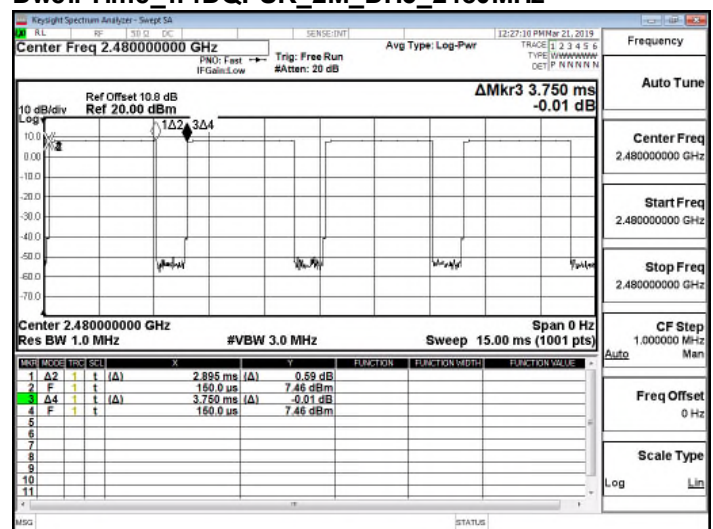 Keysight Spectrum Analyzer - Swept SA
RL RF 50 Ω DC SENSE:INT 12:27:10 PM Mar 21, 2019
Center Freq 2.480000000 GHz
PNO: Fast
IFGain:Low
Trig: Free Run
#Atten: 20 dB
Avg Type: Log-Pwr
TRACE 1 2 3 4 5 6
TYPE WWWWWW
DET P N N N N N
ΔMkr3 3.750 ms
-0.01 dB
Ref Offset 10.8 dB
10 dB/div Ref 20.00 dBm
Log
1Δ2 3Δ4
10.0
0.00
-10.0
-20.0
-30.0
-40.0
-50.0
-60.0
-70.0
Center 2.480000000 GHz Span 0 Hz
Res BW 1.0 MHz #VBW 3.0 MHz Sweep 15.00 ms (1001 pts)
MKR MODE TRC SCL X Y FUNCTION FUNCTION WIDTH FUNCTION VALUE
1 Δ2 1 t (Δ) 2.895 ms (Δ) 0.59 dB
2 F 1 t 150.0 µs 7.46 dBm
3 Δ4 1 t (Δ) 3.750 ms (Δ) -0.01 dB
4 F 1 t 150.0 µs 7.46 dBm
5
6
7
8
9
10
11
MSG STATUS
Frequency
Auto Tune
Center Freq
2.480000000 GHz
Start Freq
2.480000000 GHz
Stop Freq
2.480000000 GHz
CF Step
1.000000 MHz
Auto Man
Freq Offset
0 Hz
Scale Type
Log Lin